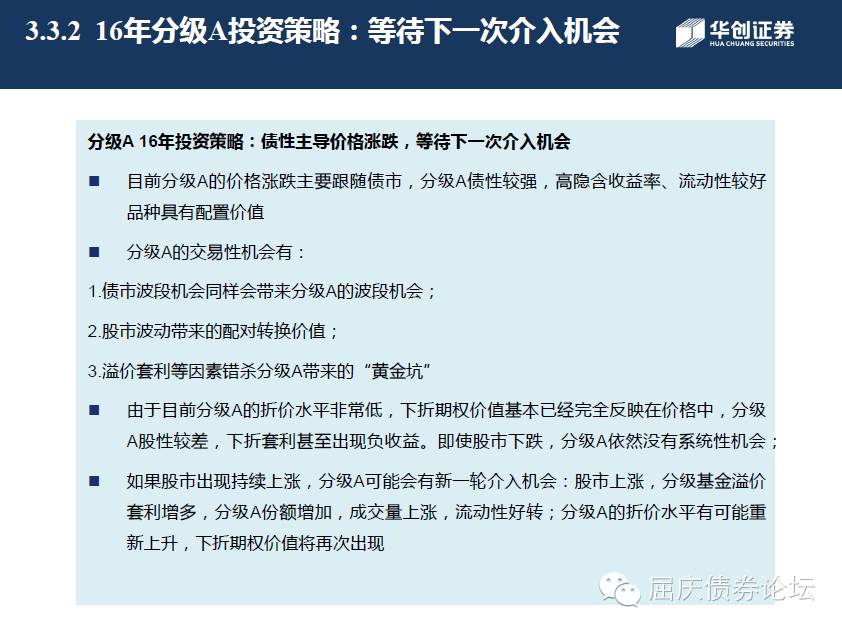 3.3.2 16年分级A投资策略：等待下一次介入机会
华创证券
HUA CHUANG SECURITIES
分级A 16年投资策略：债性主导价格涨跌，等待下一次介入机会
目前分级A的价格涨跌主要跟随债市，分级A债性较强，高隐含收益率、流动性较好
品种具有配置价值
分级A的交易性机会有：
1.债市波段机会同样会带来分级A的波段机会；
2.股市波动带来的配对转换价值；
3.溢价套利等因素错杀分级A带来的“黄金坑”
由于目前分级A的折价水平非常低，下折期权价值基本已经完全反映在价格中，分级
A股性较差，下折套利甚至出现负收益。即使股市下跌，分级A依然没有系统性机会；
如果股市出现持续上涨，分级A可能会有新一轮介入机会：股市上涨，分级基金溢价
套利增多，分级A份额增加，成交量上涨，流动性好转；分级A的折价水平有可能重
新上升，下折期权价值将再次出现
屈庆债券论坛